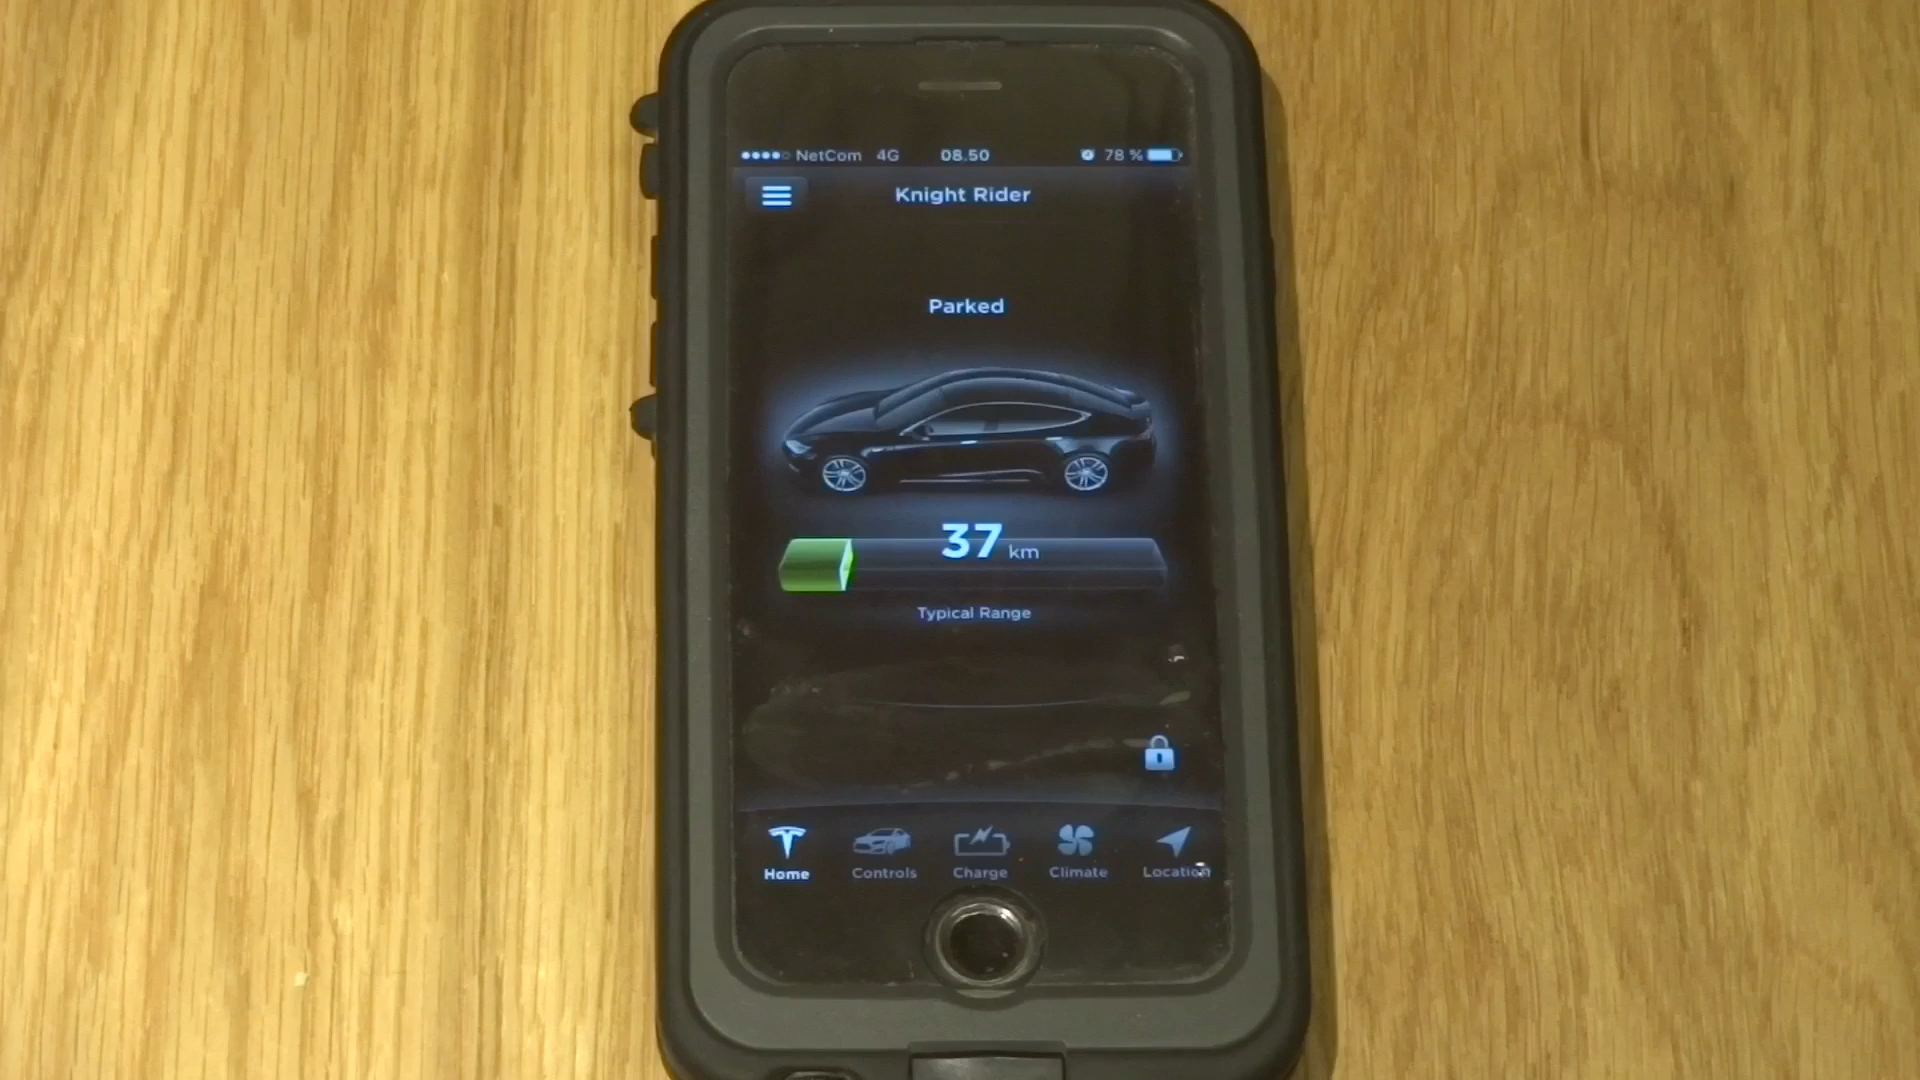 NetCom 4G 08.50 78 %
Knight Rider
Parked
37 km
Typical Range
Home Controls Charge Climate Location